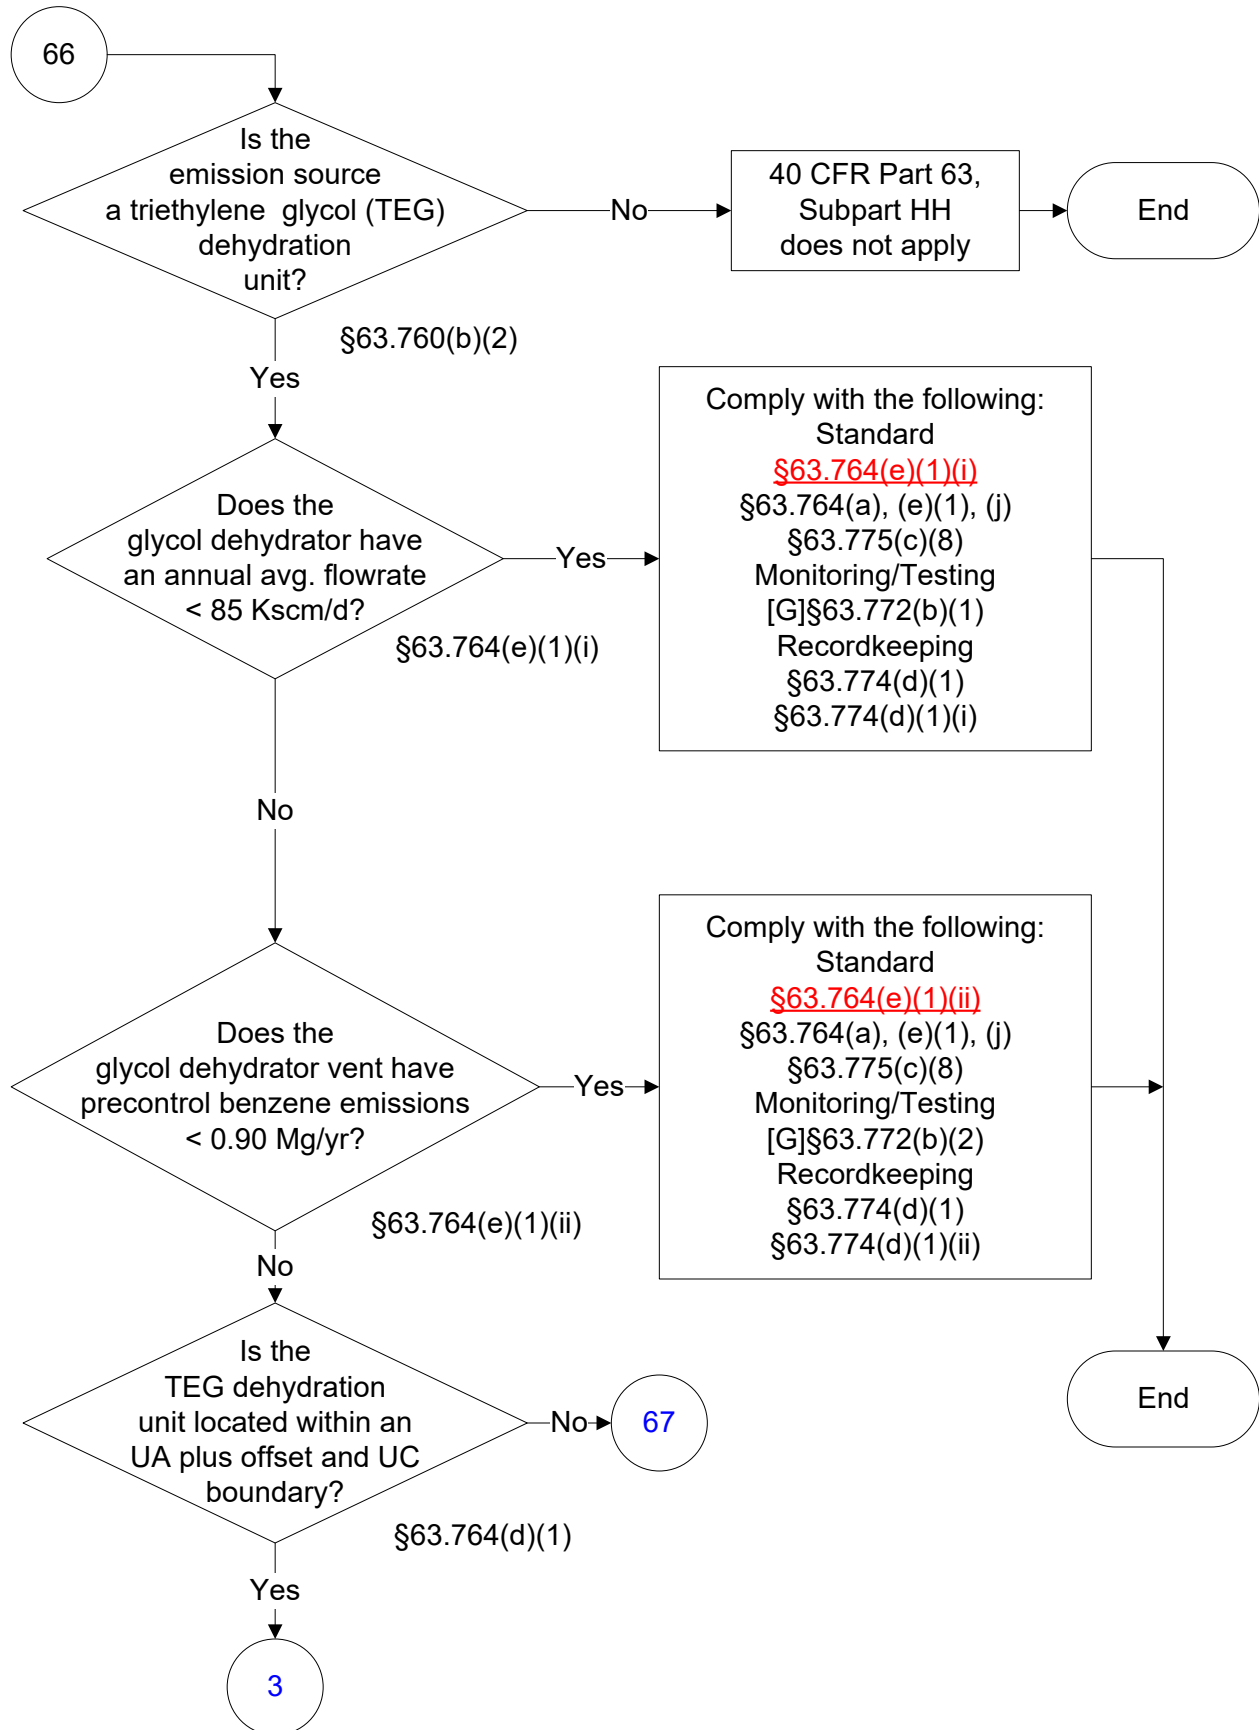 66
Is the
emission source
a triethylene glycol (TEG)
dehydration
unit?
No
40 CFR Part 63,
Subpart HH
does not apply
End
§63.760(b)(2)
Yes
Does the
glycol dehydrator have
an annual avg. flowrate
< 85 Kscm/d?
§63.764(e)(1)(i)
Yes
Comply with the following:
Standard
§63.764(e)(1)(i)
§63.764(a), (e)(1), (j)
§63.775(c)(8)
Monitoring/Testing
[G]§63.772(b)(1)
Recordkeeping
§63.774(d)(1)
§63.774(d)(1)(i)
No
Does the
glycol dehydrator vent have
precontrol benzene emissions
< 0.90 Mg/yr?
§63.764(e)(1)(ii)
Yes
Comply with the following:
Standard
§63.764(e)(1)(ii)
§63.764(a), (e)(1), (j)
§63.775(c)(8)
Monitoring/Testing
[G]§63.772(b)(2)
Recordkeeping
§63.774(d)(1)
§63.774(d)(1)(ii)
End
No
Is the
TEG dehydration
unit located within an
UA plus offset and UC
boundary?
No
67
§63.764(d)(1)
Yes
3